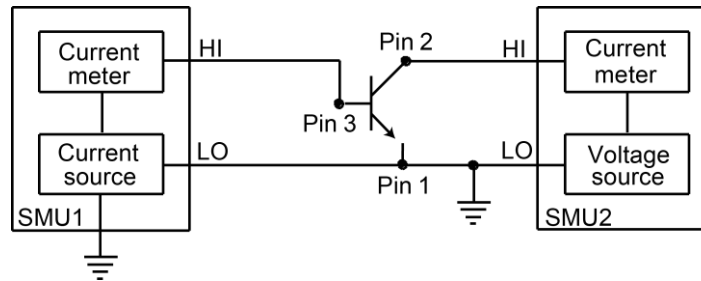 Current
meter
HI
Pin 2
HI
Current
meter
Pin 3
Current
source
LO
LO
Voltage
source
Pin 1
SMU1
SMU2